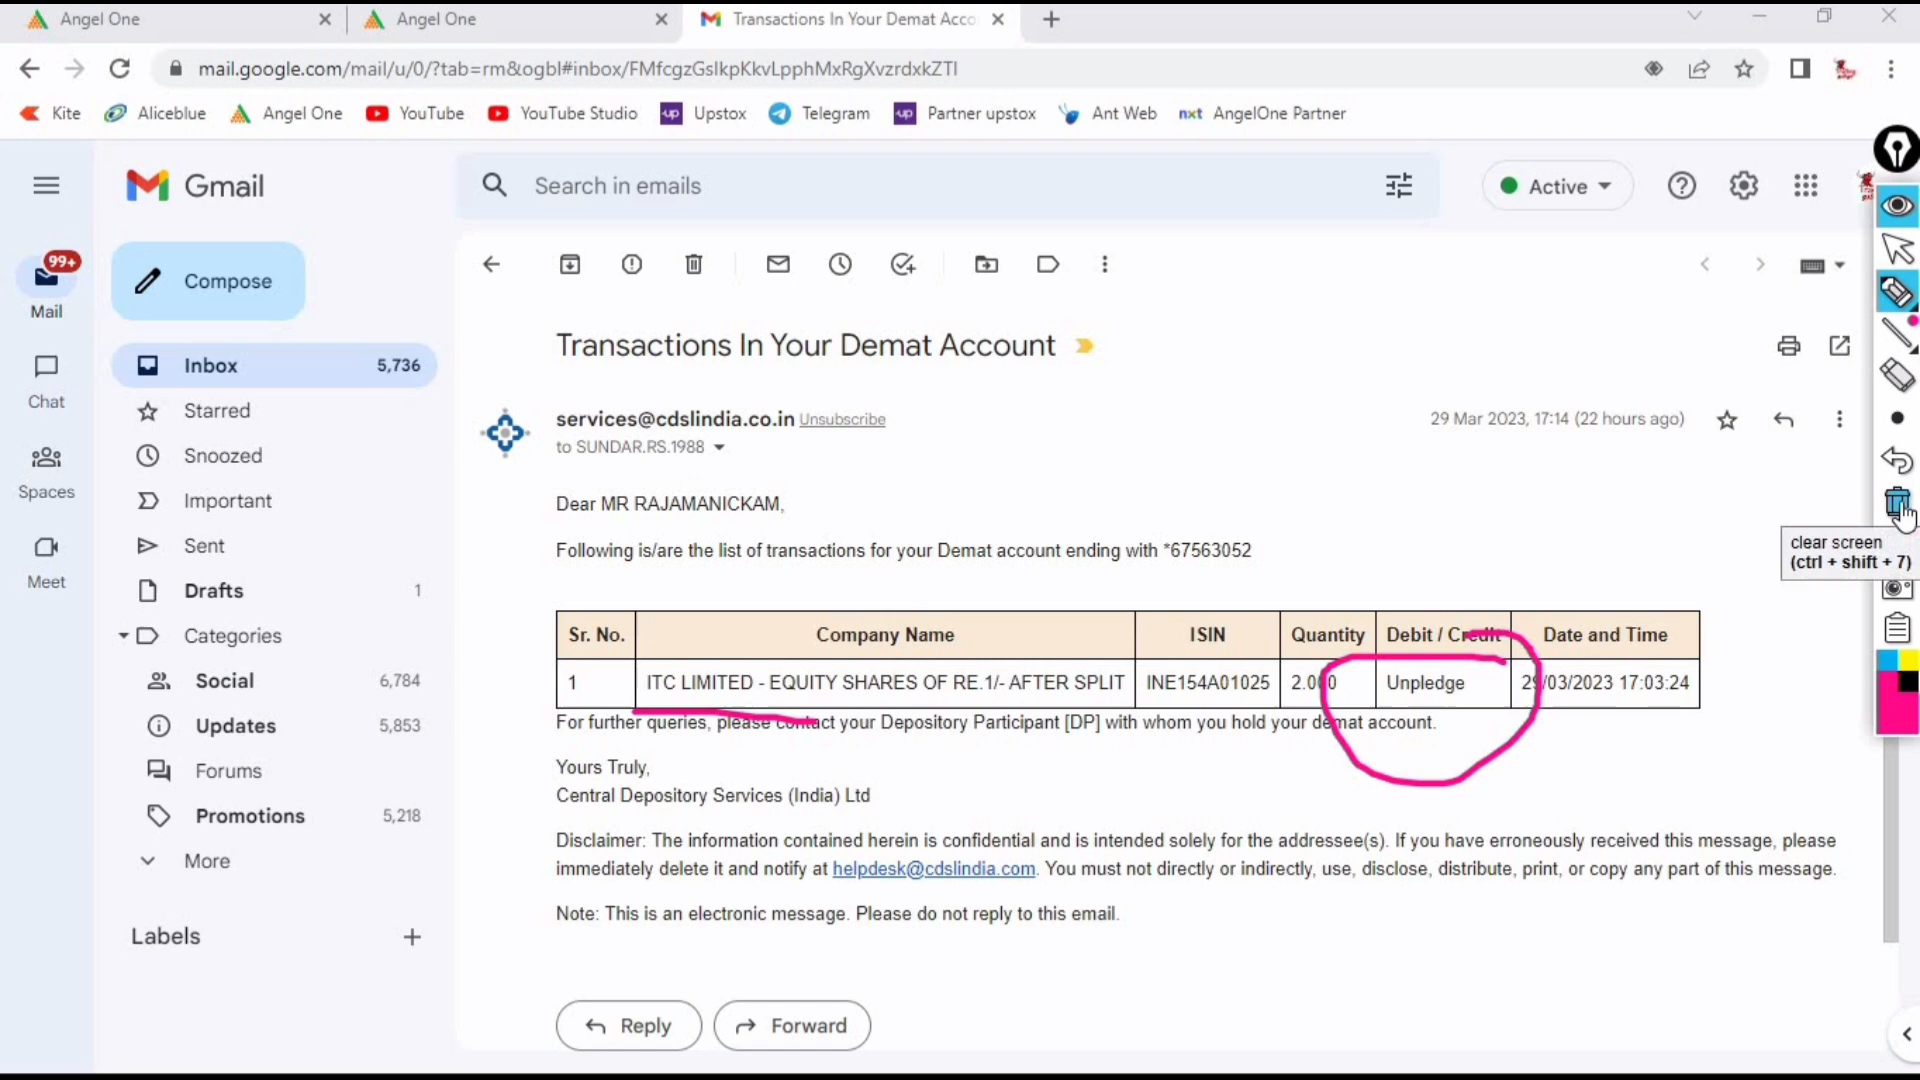 Angel One
Angel One
Transactions In Your Demat Acco
mail.google.com/mail/u/0/?tab=rm&ogbl#inbox/FMfcgzGslkpKkvLpphMxRgXvzrdxkZTl
Kite Aliceblue Angel One YouTube YouTube Studio up Upstox Telegram up Partner upstox Ant Web nxt AngelOne Partner
Gmail
Search in emails
Active
99+
Mail
Chat
Spaces
Meet
Compose
Inbox 5,736
Starred
Snoozed
Important
Sent
Drafts 1
Categories
Social 6,784
Updates 5,853
Forums
Promotions 5,218
More
Labels
Transactions In Your Demat Account
services@cdslindia.co.in Unsubscribe
29 Mar 2023, 17:14 (22 hours ago)
to SUNDAR.RS.1988
Dear MR RAJAMANICKAM,
Following is/are the list of transactions for your Demat account ending with *67563052
clear screen
(ctrl + shift + 7)
Sr. No. Company Name ISIN Quantity Debit / Credit Date and Time
1 ITC LIMITED - EQUITY SHARES OF RE.1/- AFTER SPLIT INE154A01025 2.000 Unpledge 29/03/2023 17:03:24
For further queries, please contact your Depository Participant [DP] with whom you hold your demat account.
Yours Truly,
Central Depository Services (India) Ltd
Disclaimer: The information contained herein is confidential and is intended solely for the addressee(s). If you have erroneously received this message, please
immediately delete it and notify at helpdesk@cdslindia.com. You must not directly or indirectly, use, disclose, distribute, print, or copy any part of this message.
Note: This is an electronic message. Please do not reply to this email.
Reply
Forward